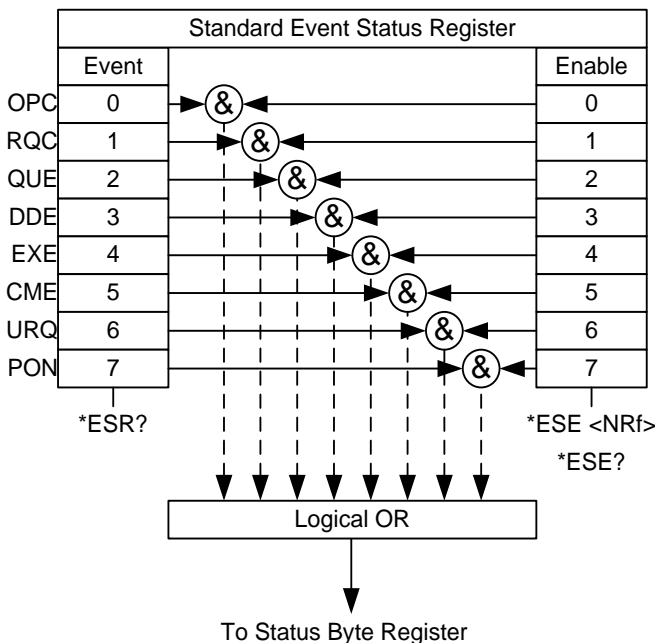 Standard Event Status Register
Event Enable
OPC 0 & 0
RQC 1 & 1
QUE 2 & 2
DDE 3 & 3
EXE 4 & 4
CME 5 & 5
URQ 6 & 6
PON 7 & 7
*ESR? *ESE <NRf>
*ESE?
Logical OR
To Status Byte Register